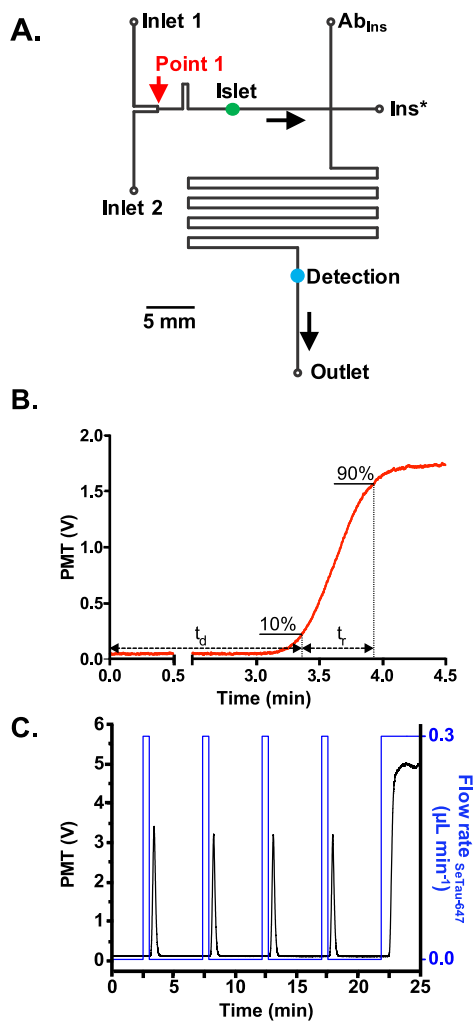 A.
Inlet 1
Ab_Ins
Point 1
Islet
Ins*
Inlet 2
Detection
5 mm
Outlet
B.
2.0
1.5
1.0
0.5
0.0
PMT (V)
90%
10%
t_d
t_r
0.0 0.5 3.0 3.5 4.0 4.5
Time (min)
C.
6
5
4
3
2
1
0
PMT (V)
0.3
0.0
Flow rate SeTau-647
(µL min⁻¹)
0 5 10 15 20 25
Time (min)